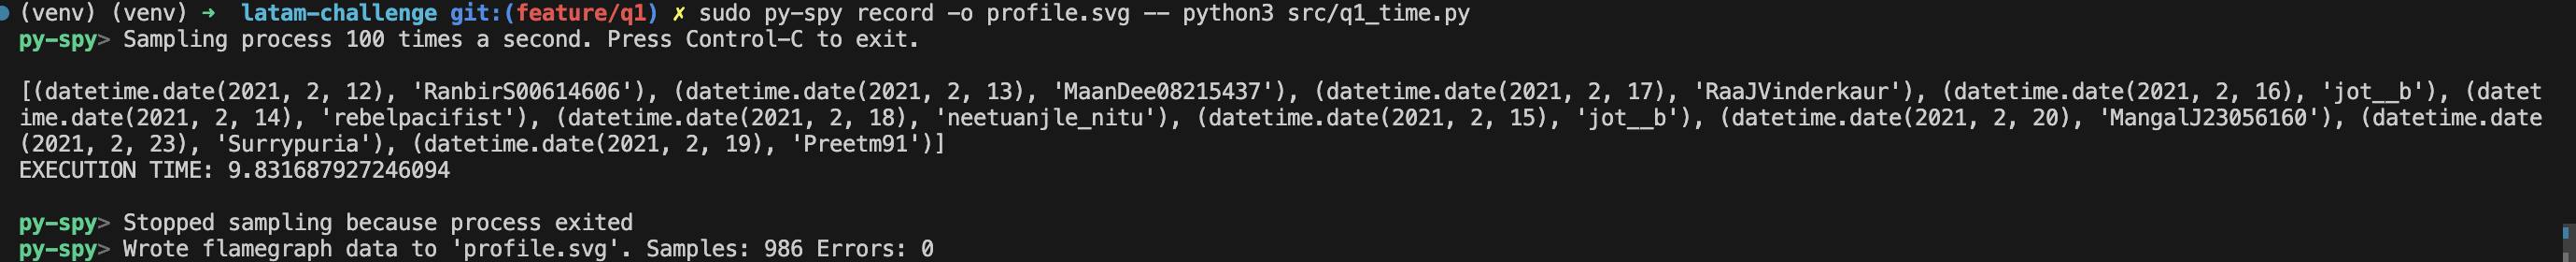 (venv) (venv) → latam-challenge git:(feature/q1) ✗ sudo py-spy record -o profile.svg -- python3 src/q1_time.py
py-spy> Sampling process 100 times a second. Press Control-C to exit.
[(datetime.date(2021, 2, 12), 'RanbirS00614606'), (datetime.date(2021, 2, 13), 'MaanDee08215437'), (datetime.date(2021, 2, 17), 'RaaJVinderkaur'), (datetime.date(2021, 2, 16), 'jot__b'), (datet
ime.date(2021, 2, 14), 'rebelpacifist'), (datetime.date(2021, 2, 18), 'neetuanjle_nitu'), (datetime.date(2021, 2, 15), 'jot__b'), (datetime.date(2021, 2, 20), 'MangalJ23056160'), (datetime.date
(2021, 2, 23), 'Surrypuria'), (datetime.date(2021, 2, 19), 'Preetm91')]
EXECUTION TIME: 9.831687927246094
py-spy> Stopped sampling because process exited
py-spy> Wrote flamegraph data to 'profile.svg'. Samples: 986 Errors: 0